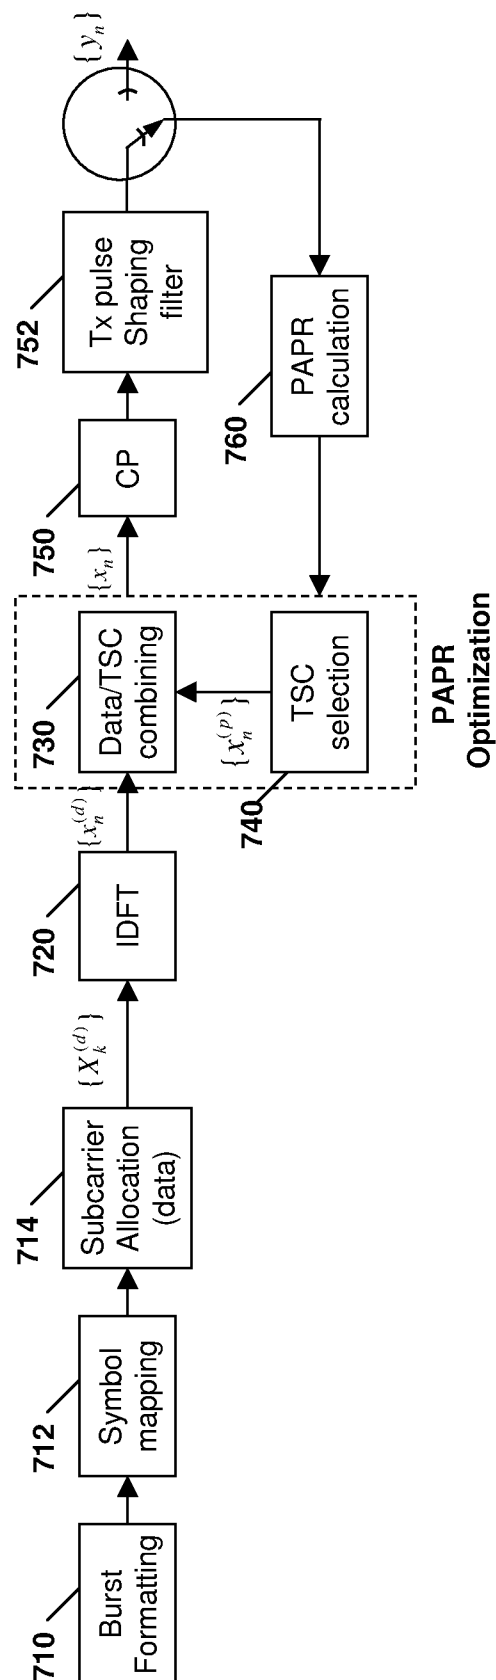 710
Burst
Formatting
712
Symbol
mapping
714
Subcarrier
Allocation
(data)
{X_k^{(d)}}
720
IDFT
{x_n^{(d)}}
730
Data/TSC
combining
{x_n^{(p)}}
740
TSC
selection
PAPR
Optimization
{x_n}
750
CP
752
Tx pulse
Shaping
filter
760
PAPR
calculation
{y_n}